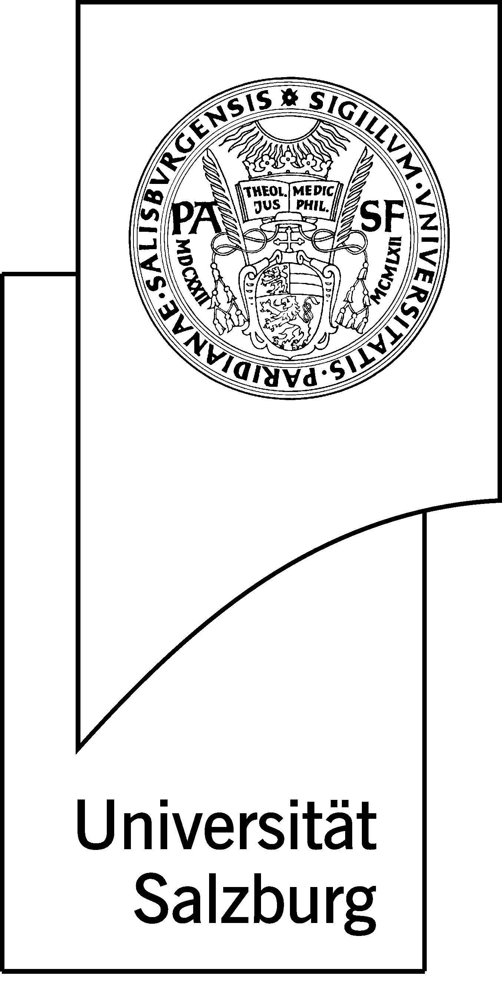 SIGILLVM · VNIVERSITATIS · PARIDIANAE · SALISBVRGENSIS
THEOL. MEDIC
JUS PHIL.
PA SF
MDCXXII MCMLXII
Universität
Salzburg